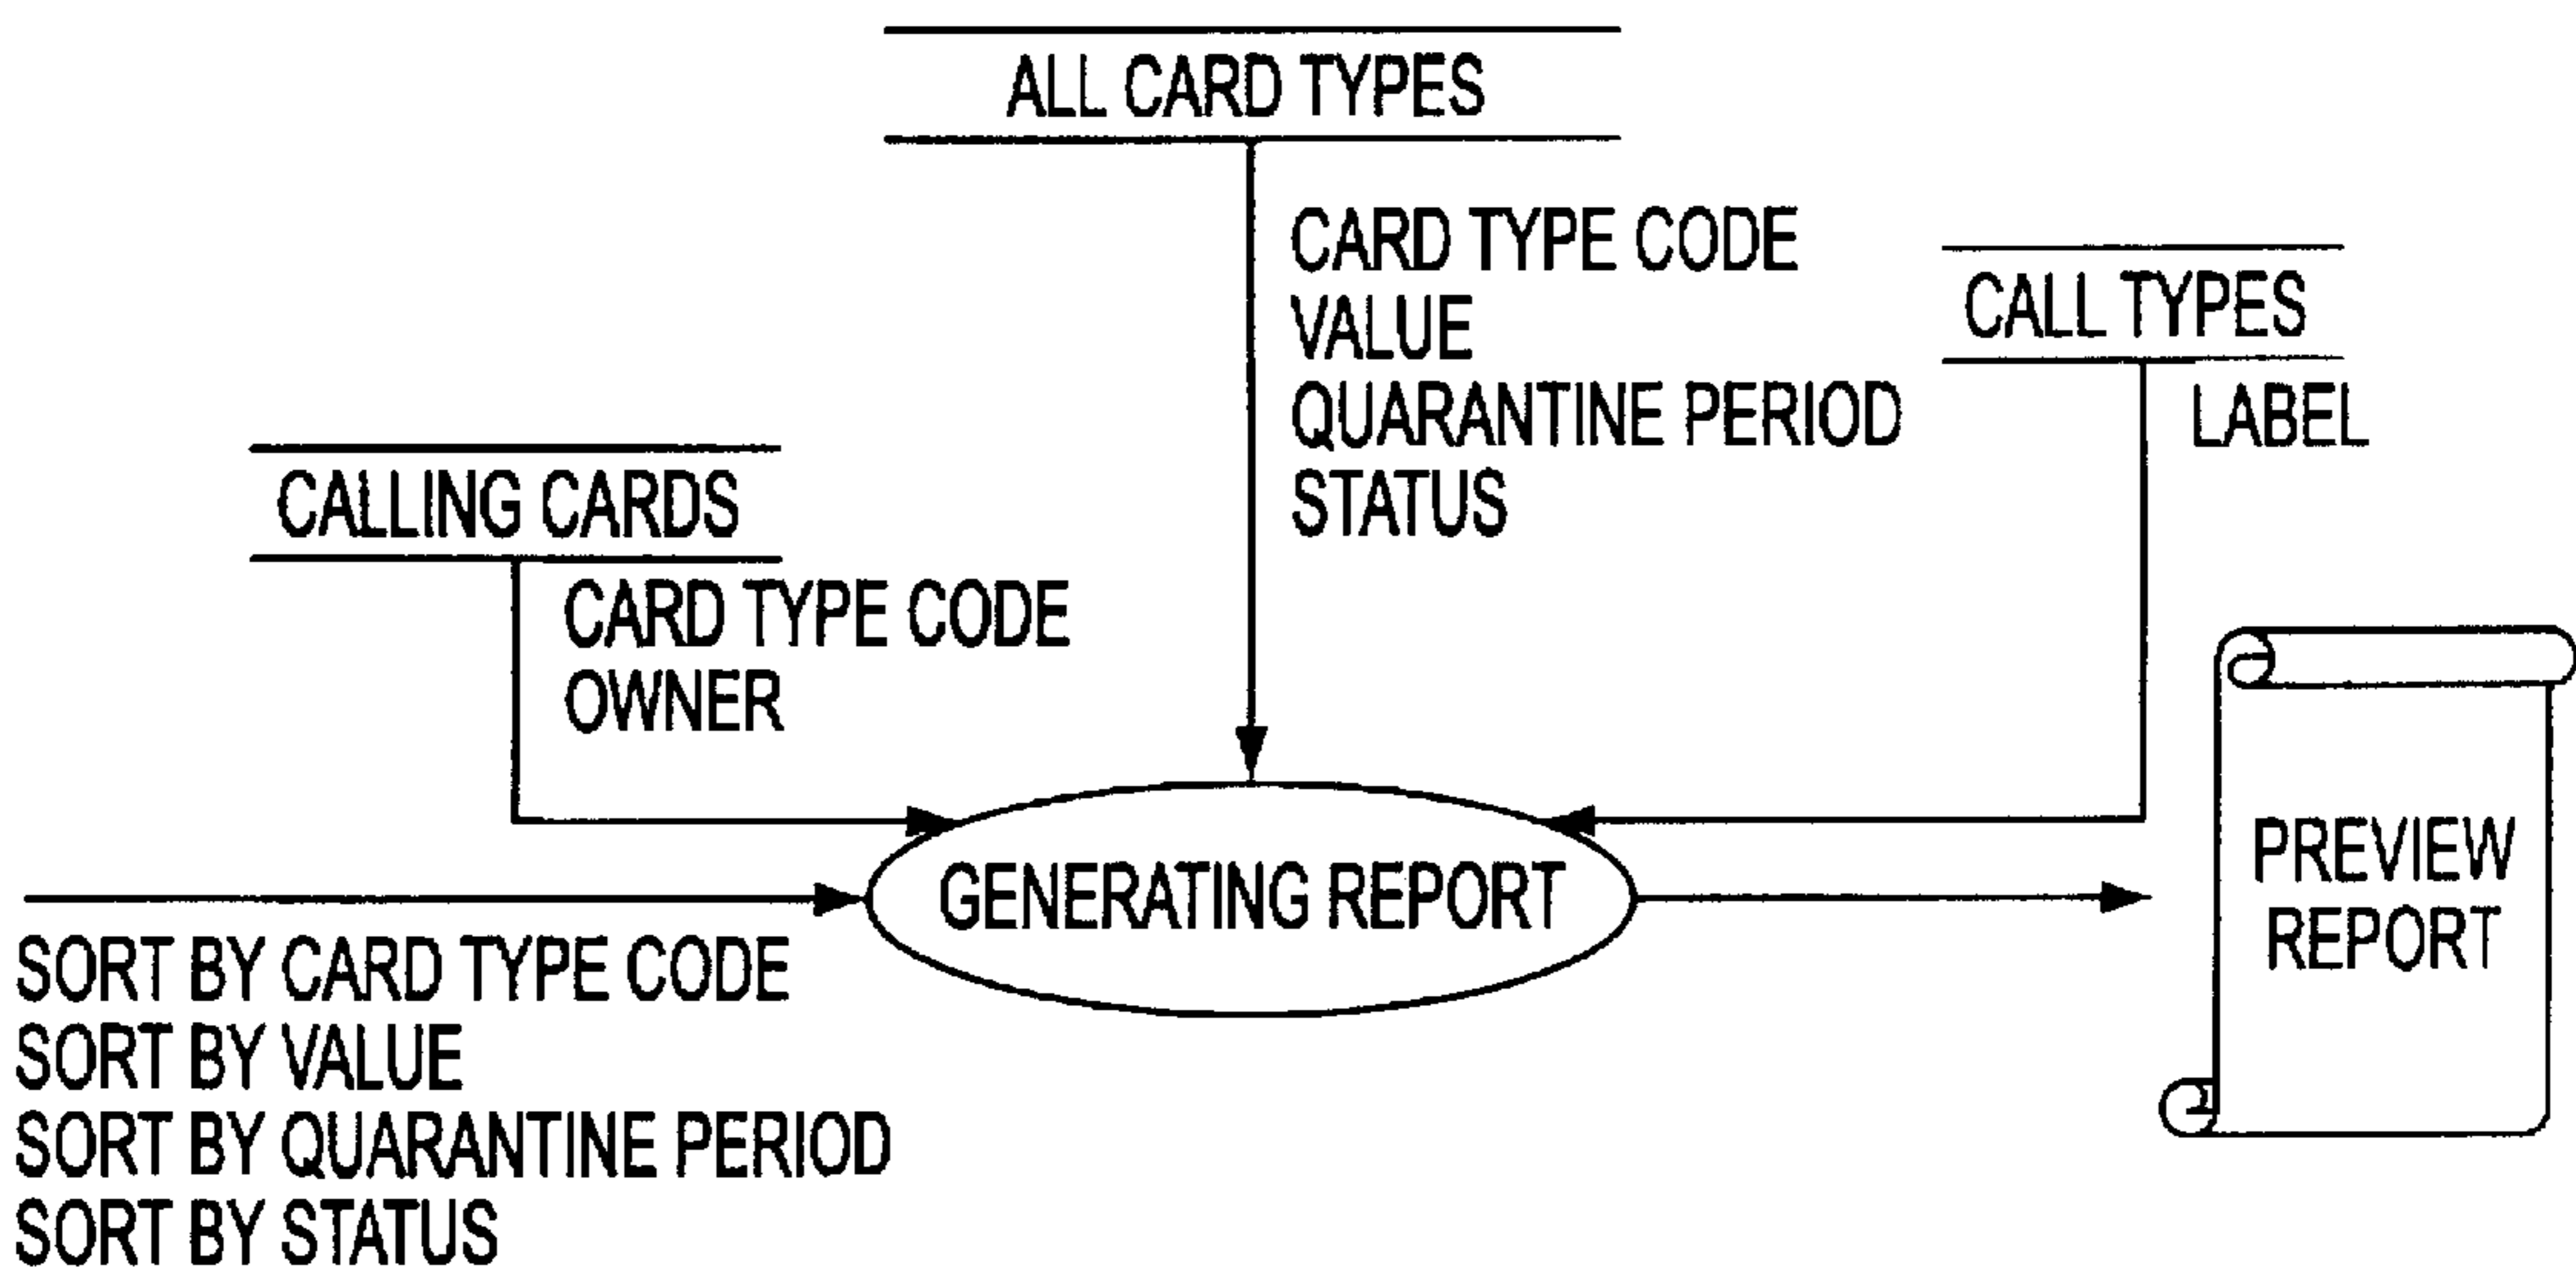 ALL CARD TYPES
CARD TYPE CODE
VALUE
QUARANTINE PERIOD
STATUS
CALL TYPES
LABEL
CALLING CARDS
CARD TYPE CODE
OWNER
GENERATING REPORT
PREVIEW
REPORT
SORT BY CARD TYPE CODE
SORT BY VALUE
SORT BY QUARANTINE PERIOD
SORT BY STATUS